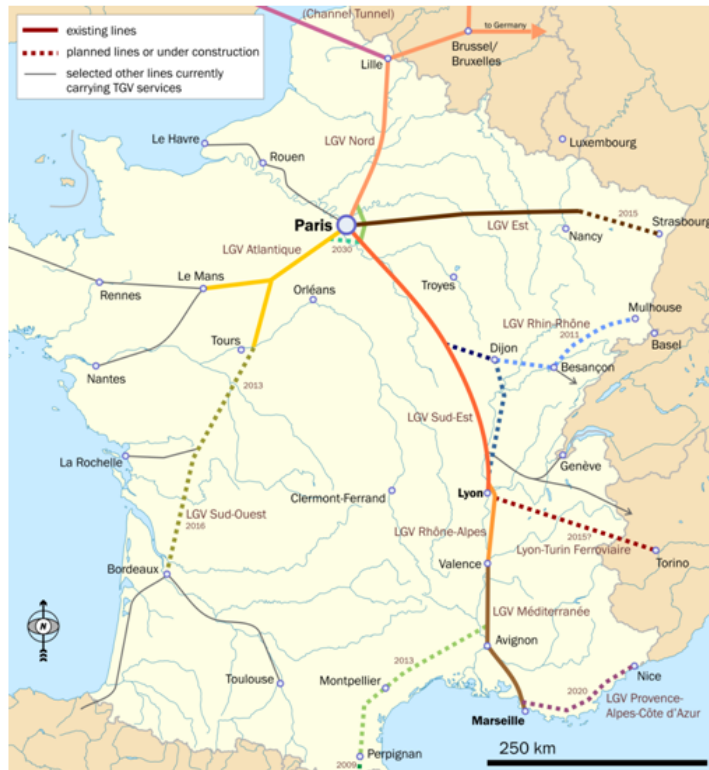 (Channel Tunnel)
to Germany
existing lines
planned lines or under construction
selected other lines currently
carrying TGV services
Brussel/
Bruxelles
Lille
Le Havre
Rouen
LGV Nord
Luxembourg
Paris
LGV Est
2015
Strasbourg
Nancy
LGV Atlantique
2030
Le Mans
Rennes
Orléans
Troyes
Mulhouse
LGV Rhin-Rhône
2011
Basel
Tours
Dijon
Besançon
Nantes
2013
LGV Sud-Est
La Rochelle
Genève
Clermont-Ferrand
Lyon
LGV Sud-Ouest
2016
LGV Rhône-Alpes
2015?
Lyon-Turin Ferroviaire
Torino
Valence
Bordeaux
LGV Méditerranée
N
Avignon
2013
Toulouse
Montpellier
Nice
2020
LGV Provence-
Alpes-Côte d'Azur
Marseille
Perpignan
2009
250 km